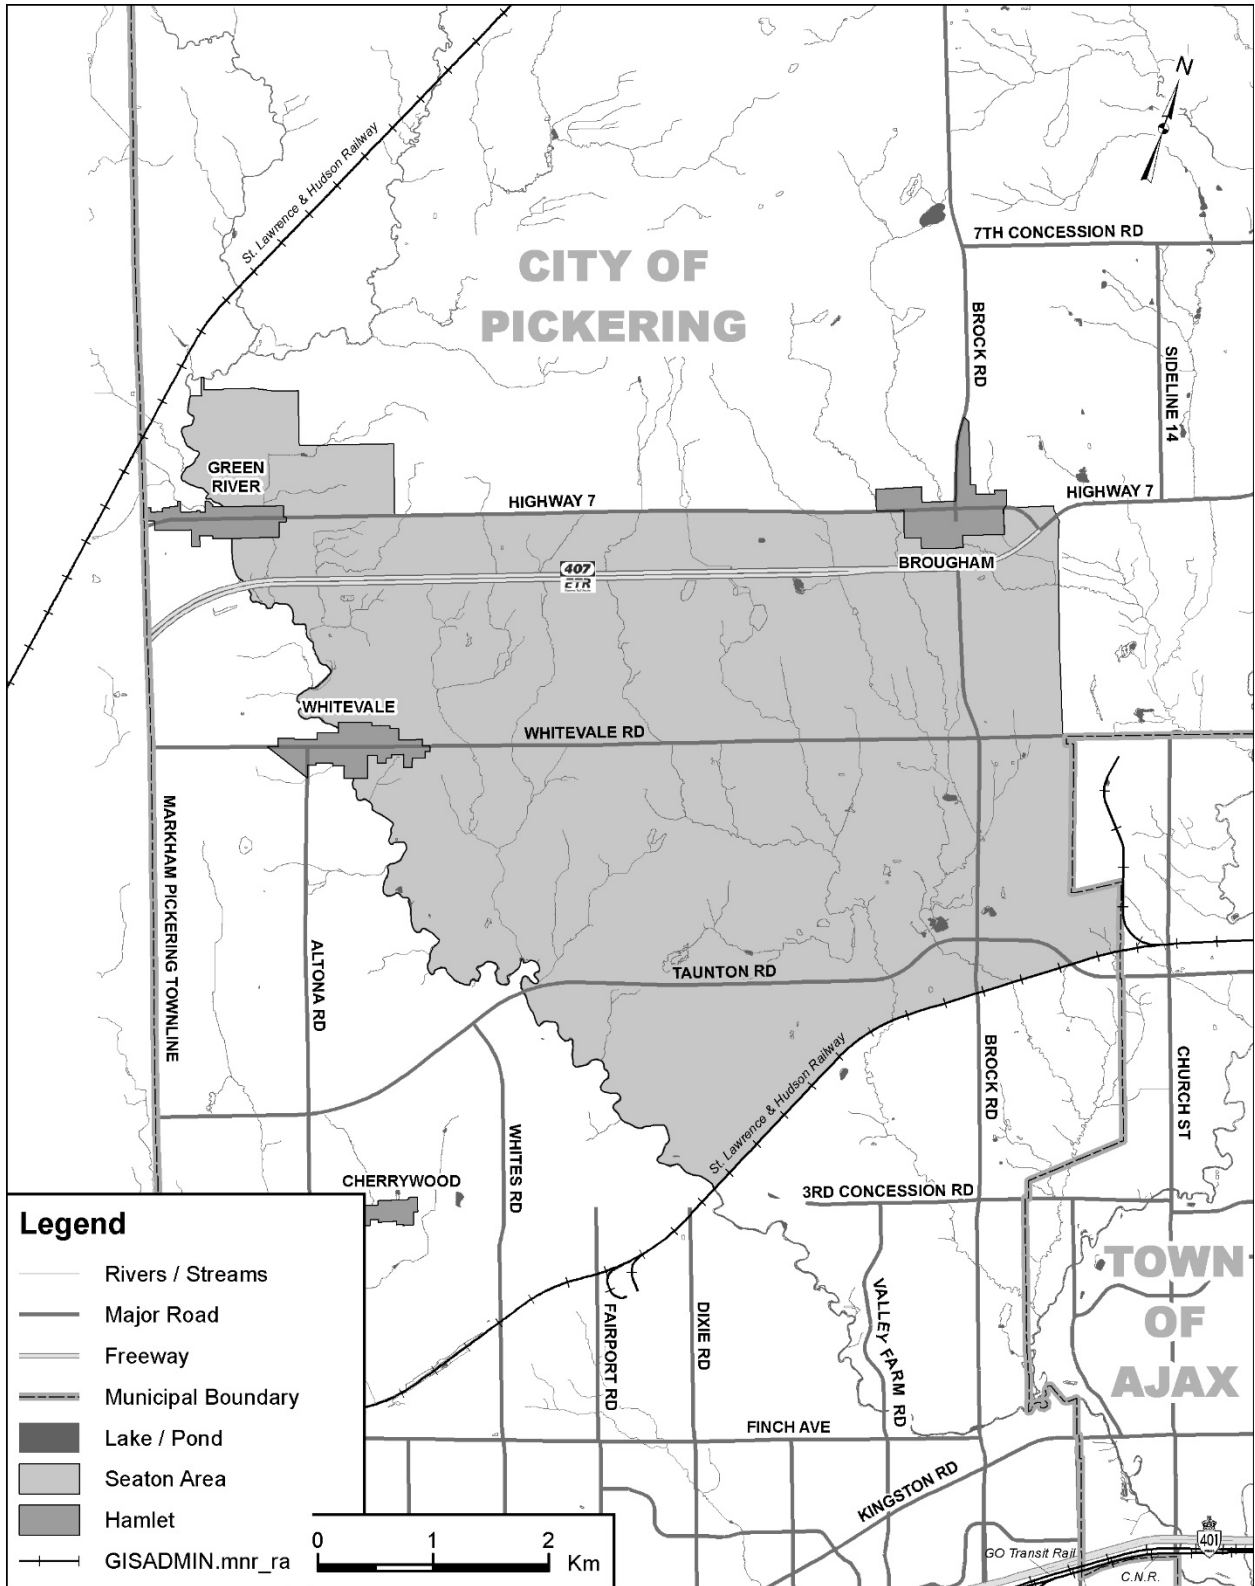 N
St. Lawrence & Hudson Railway
7TH CONCESSION RD
CITY OF
PICKERING
BROCK RD
SIDELINE 14
GREEN
RIVER
HIGHWAY 7
HIGHWAY 7
BROUGHAM
407
ETR
WHITEVALE
WHITEVALE RD
MARKHAM PICKERING TOWNLINE
ALTONA RD
TAUNTON RD
St. Lawrence & Hudson Railway
BROCK RD
CHURCH ST
WHITES RD
CHERRYWOOD
3RD CONCESSION RD
TOWN
OF
AJAX
FAIRPORT RD
DIXIE RD
VALLEY FARM RD
FINCH AVE
KINGSTON RD
401
GO Transit Rail
C.N.R.
Legend
Rivers / Streams
Major Road
Freeway
Municipal Boundary
Lake / Pond
Seaton Area
Hamlet
GISADMIN.mnr_ra
0 1 2
Km